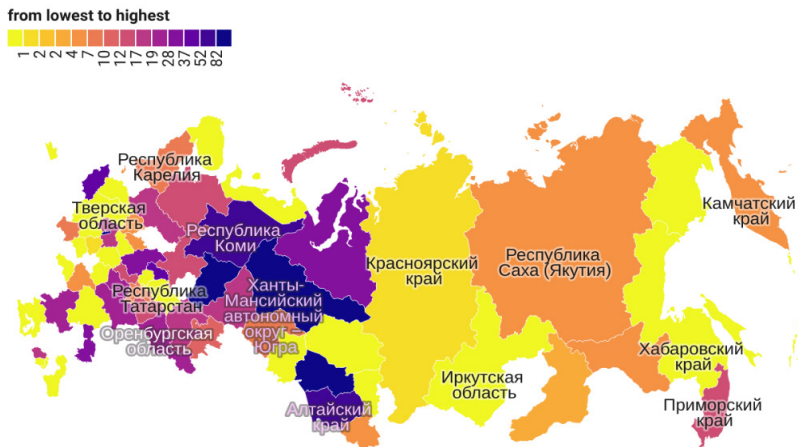 from lowest to highest
1 2 2 4 7 10 12 17 19 28 37 52 82
Республика
Карелия
Тверская
область
Республика
Коми
Камчатский
край
Красноярский
край
Республика
Саха (Якутия)
Республика
Татарстан
Ханты-
Мансийский
автономный
округ –
Югра
Оренбургская
область
Хабаровский
край
Иркутская
область
Приморский
край
Алтайский
край